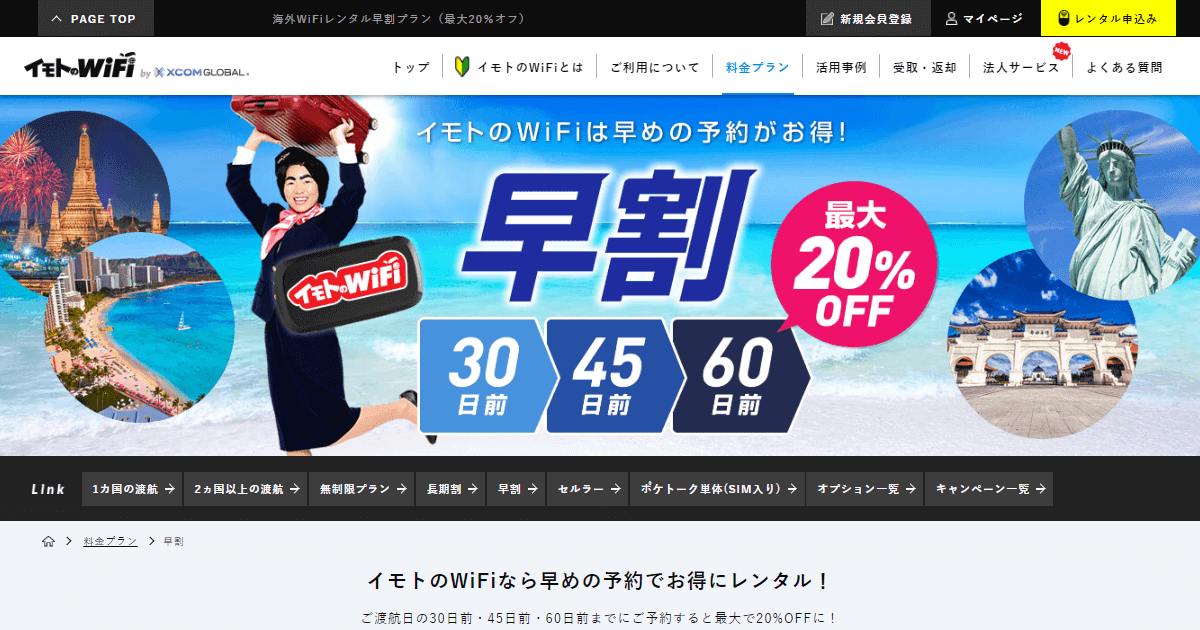 PAGE TOP
海外WiFiレンタル早割プラン（最大20%オフ）
新規会員登録
マイページ
レンタル申込み
イモトのWiFi by XCOMGLOBAL.
トップ
イモトのWiFiとは
ご利用について
料金プラン
活用事例
受取・返却
法人サービス
NEW
よくある質問
イモトのWiFiは早めの予約がお得!
早割
最大
20%
OFF
イモトのWiFi
30
日前
45
日前
60
日前
Link
1カ国の渡航
2ヵ国以上の渡航
無制限プラン
長期割
早割
セルラー
ポケトーク単体(SIM入り)
オプション一覧
キャンペーン一覧
料金プラン
早割
イモトのWiFiなら早めの予約でお得にレンタル！
ご渡航日の30日前・45日前・60日前までにご予約すると最大で20%OFFに！